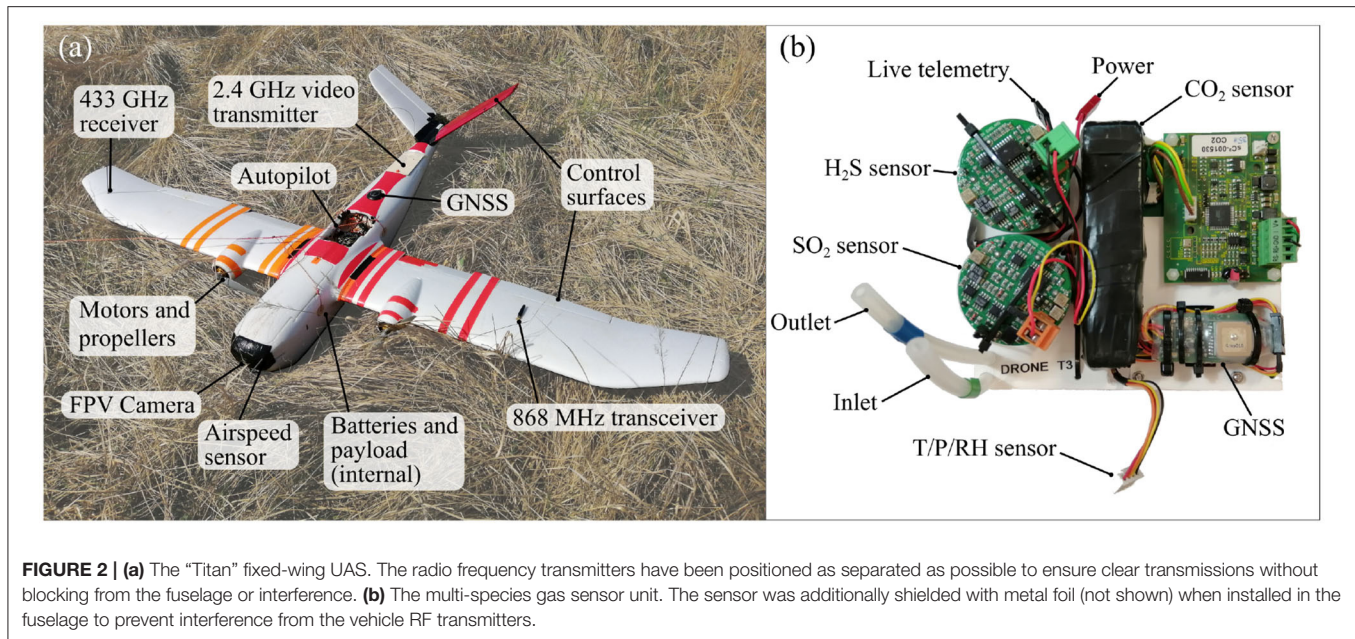 (a)
433 GHz
receiver
2.4 GHz video
transmitter
Autopilot
GNSS
Control
surfaces
Motors and
propellers
FPV Camera
Airspeed
sensor
Batteries and
payload
(internal)
868 MHz transceiver
(b)
Live telemetry
Power
CO₂ sensor
H₂S sensor
SO₂ sensor
Outlet
Inlet
DRONE T3
T/P/RH sensor
GNSS
CO2
FIGURE 2 | (a) The “Titan” fixed-wing UAS. The radio frequency transmitters have been positioned as separated as possible to ensure clear transmissions without
blocking from the fuselage or interference. (b) The multi-species gas sensor unit. The sensor was additionally shielded with metal foil (not shown) when installed in the
fuselage to prevent interference from the vehicle RF transmitters.